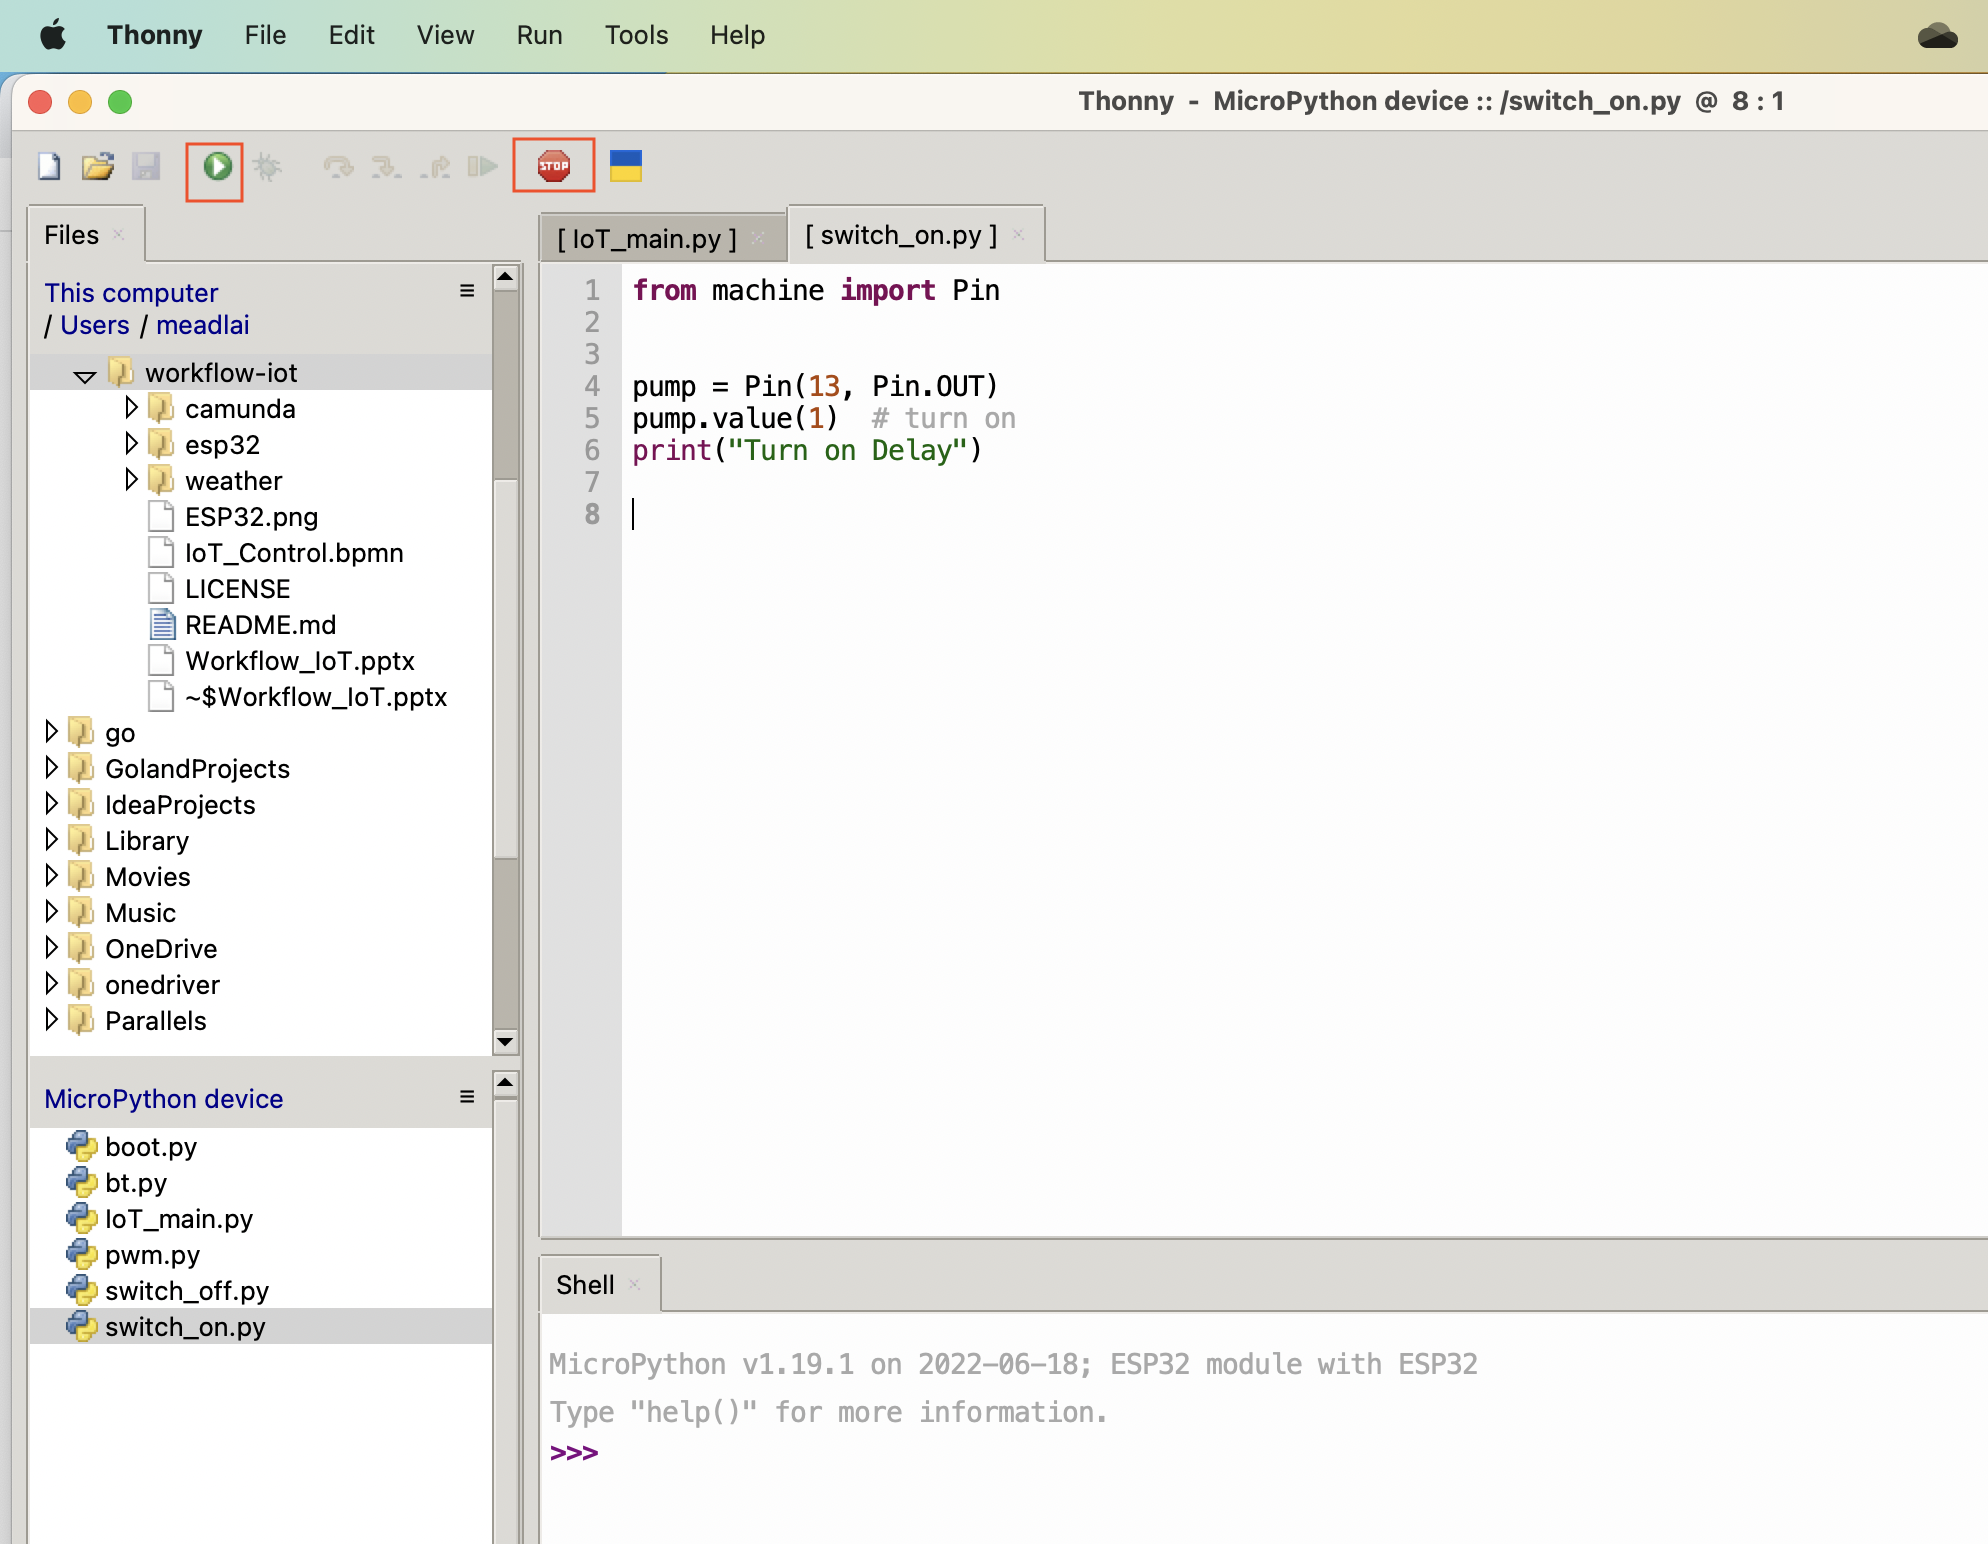 Thonny File Edit View Run Tools Help
Thonny - MicroPython device :: /switch_on.py @ 8 : 1
STOP
Files
[ IoT_main.py ] [ switch_on.py ]
This computer
/ Users / meadlai
workflow-iot
camunda
esp32
weather
ESP32.png
IoT_Control.bpmn
LICENSE
README.md
Workflow_IoT.pptx
~$Workflow_IoT.pptx
go
GolandProjects
IdeaProjects
Library
Movies
Music
OneDrive
onedriver
Parallels
MicroPython device
boot.py
bt.py
IoT_main.py
pwm.py
switch_off.py
switch_on.py
1 from machine import Pin
2
3
4 pump = Pin(13, Pin.OUT)
5 pump.value(1)  # turn on
6 print("Turn on Delay")
7
8
Shell
MicroPython v1.19.1 on 2022-06-18; ESP32 module with ESP32
Type "help()" for more information.
>>>